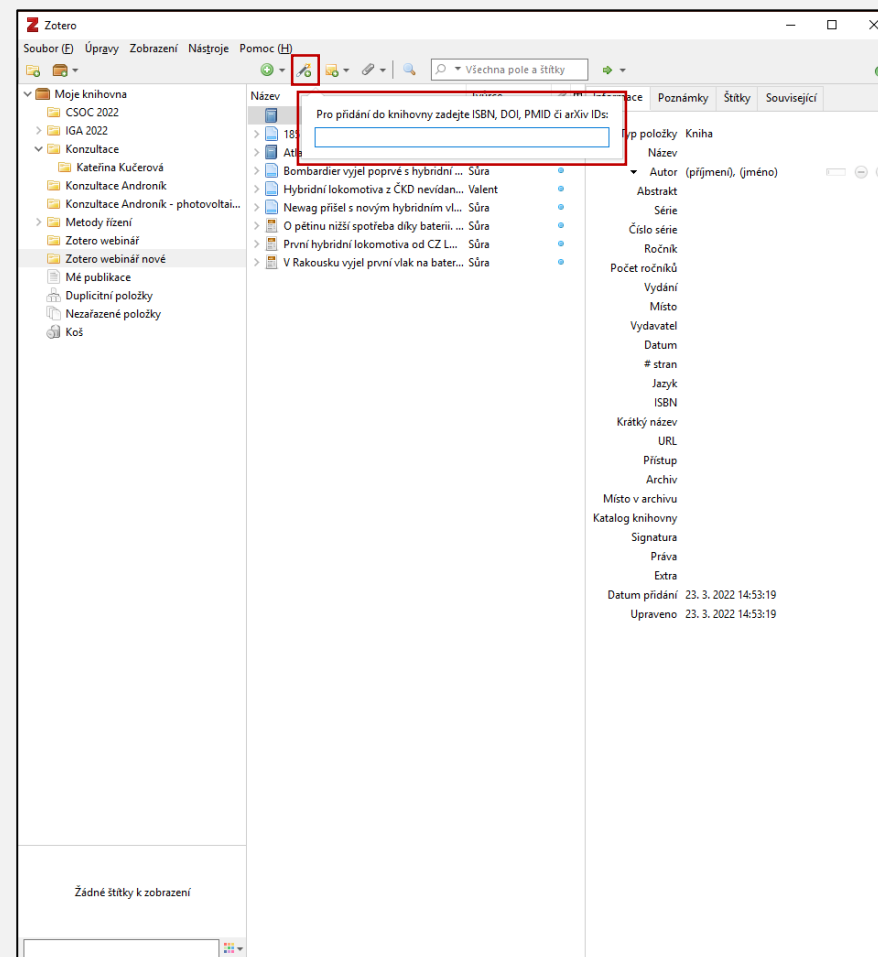 Zotero
Soubor (F) Úpravy Zobrazení Nástroje Pomoc (H)
Všechna pole a štítky
Moje knihovna
CSOC 2022
IGA 2022
Konzultace
Kateřina Kučerová
Konzultace Androník
Konzultace Androník - photovoltai...
Metody řízení
Zotero webinář
Zotero webinář nové
Mé publikace
Duplicitní položky
Nezařazené položky
Koš
Žádné štítky k zobrazení
Název
Pro přidání do knihovny zadejte ISBN, DOI, PMID či arXiv IDs:
Bombardier vyjel poprvé s hybridní ... Sůra
Hybridní lokomotiva z ČKD nevídan... Valent
Newag přišel s novým hybridním vl... Sůra
O pětinu nižší spotřeba díky baterii. ... Sůra
První hybridní lokomotiva od CZ L... Sůra
V Rakousku vyjel první vlak na bater... Sůra
Poznámky Štítky Související
položky Kniha
Název
Autor (příjmení), (jméno)
Abstrakt
Série
Číslo série
Ročník
Počet ročníků
Vydání
Místo
Vydavatel
Datum
# stran
Jazyk
ISBN
Krátký název
URL
Přístup
Archiv
Místo v archivu
Katalog knihovny
Signatura
Práva
Extra
Datum přidání 23. 3. 2022 14:53:19
Upraveno 23. 3. 2022 14:53:19